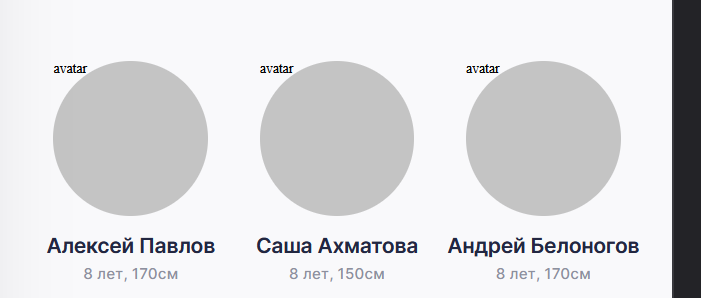 avatar avatar avatar
Алексей Павлов Саша Ахматова Андрей Белоногов
8 лет, 170см 8 лет, 150см 8 лет, 170см